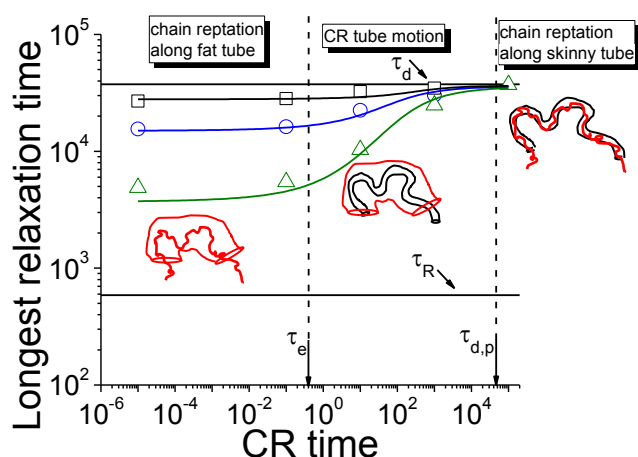 10^5
chain reptation
along fat tube
CR tube motion
chain reptation
along skinny tube
τ_d
10^4
10^3
τ_R
τ_e
τ_d,p
10^2
10^-6 10^-4 10^-2 10^0 10^2 10^4
Longest relaxation time
CR time